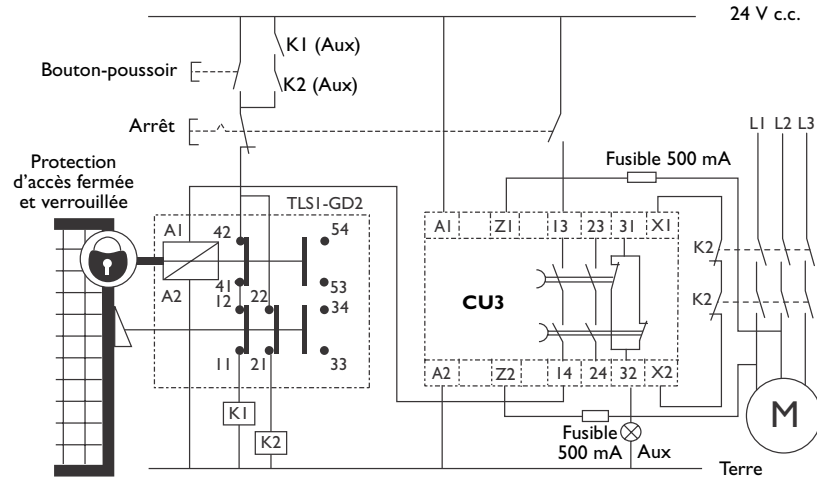 24 V c.c.
K1 (Aux)
Bouton-poussoir
K2 (Aux)
Arrêt
L1 L2 L3
Fusible 500 mA
Protection
d'accès fermée
et verrouillée
TLS1-GD2
A1 42 54
A1 Z1 13 23 31 X1
K2
A2 41 53
12 22 34
CU3
K2
11 21 33
A2 Z2 14 24 32 X2
K1
M
K2
Fusible
500 mA
Aux
Terre